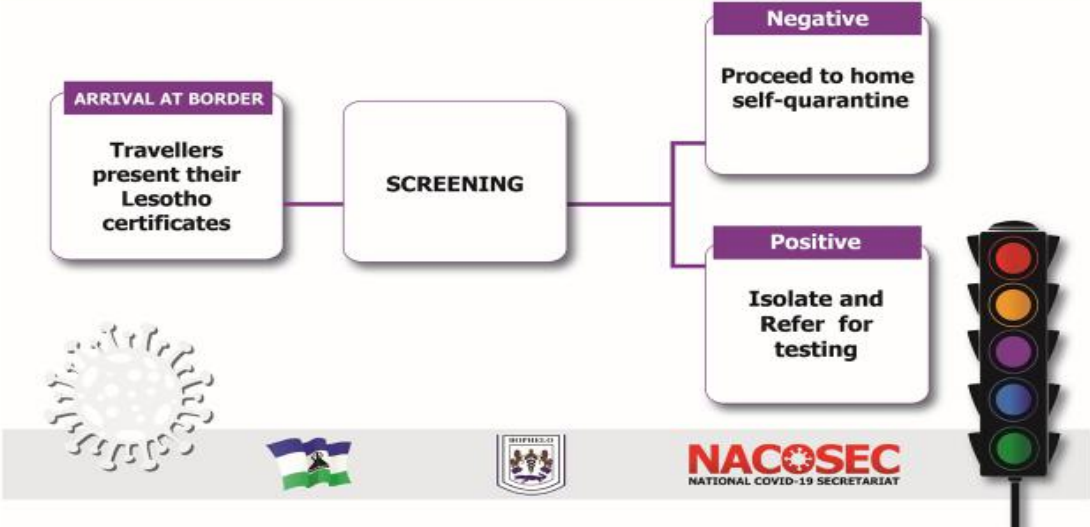 ARRIVAL AT BORDER
Travellers
present their
Lesotho
certificates
SCREENING
Negative
Proceed to home
self-quarantine
Positive
Isolate and
Refer for
testing
BOPHELO
NACOSEC
NATIONAL COVID-19 SECRETARIAT